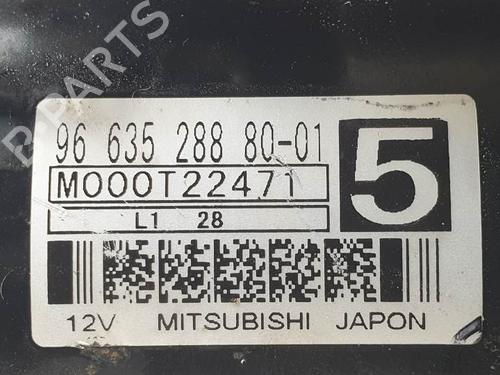 B-PARTS
96 635 288 80-01
M000T22471
5
L1 28
12V MITSUBISHI JAPON